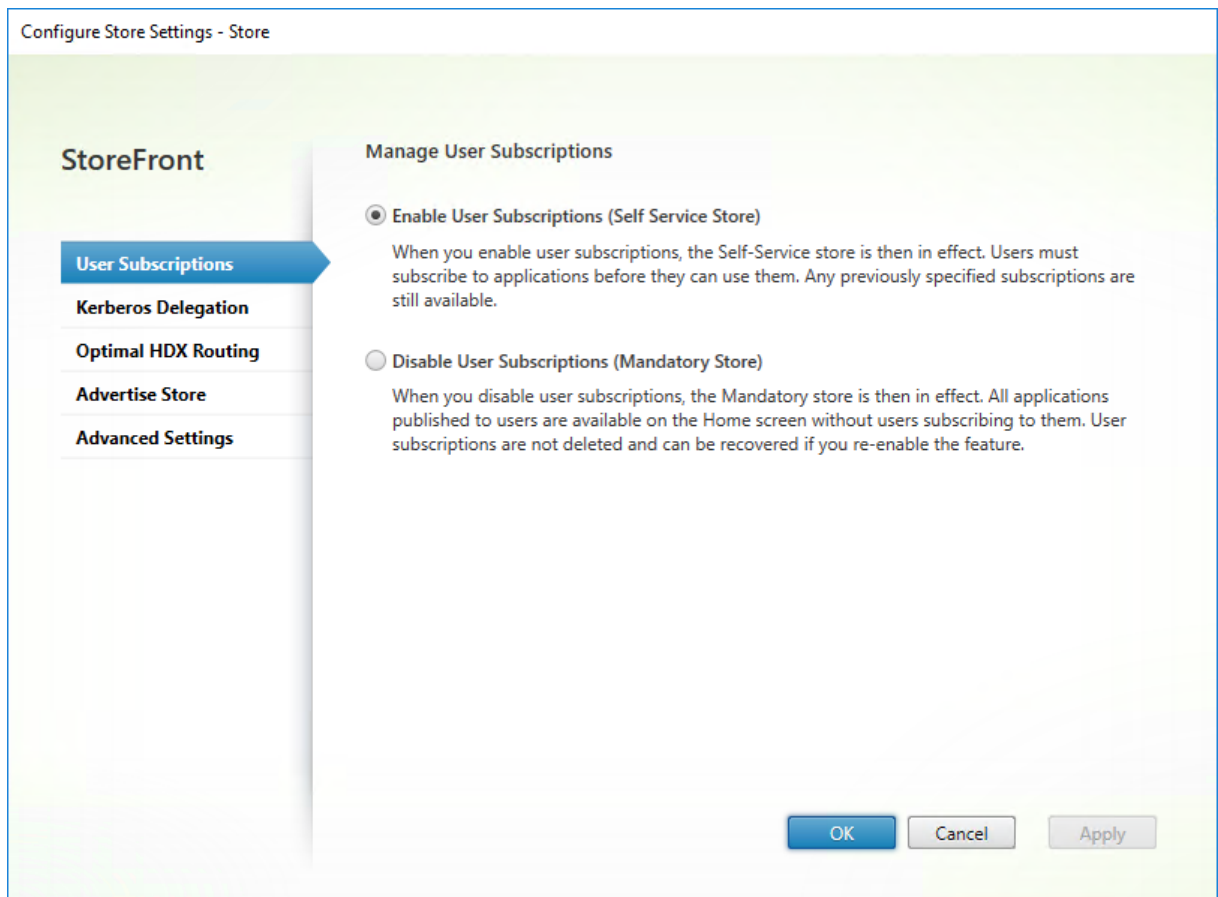 Configure Store Settings - Store
StoreFront
User Subscriptions
Kerberos Delegation
Optimal HDX Routing
Advertise Store
Advanced Settings
Manage User Subscriptions
Enable User Subscriptions (Self Service Store)
When you enable user subscriptions, the Self-Service store is then in effect. Users must
subscribe to applications before they can use them. Any previously specified subscriptions are
still available.
Disable User Subscriptions (Mandatory Store)
When you disable user subscriptions, the Mandatory store is then in effect. All applications
published to users are available on the Home screen without users subscribing to them. User
subscriptions are not deleted and can be recovered if you re-enable the feature.
OK
Cancel
Apply